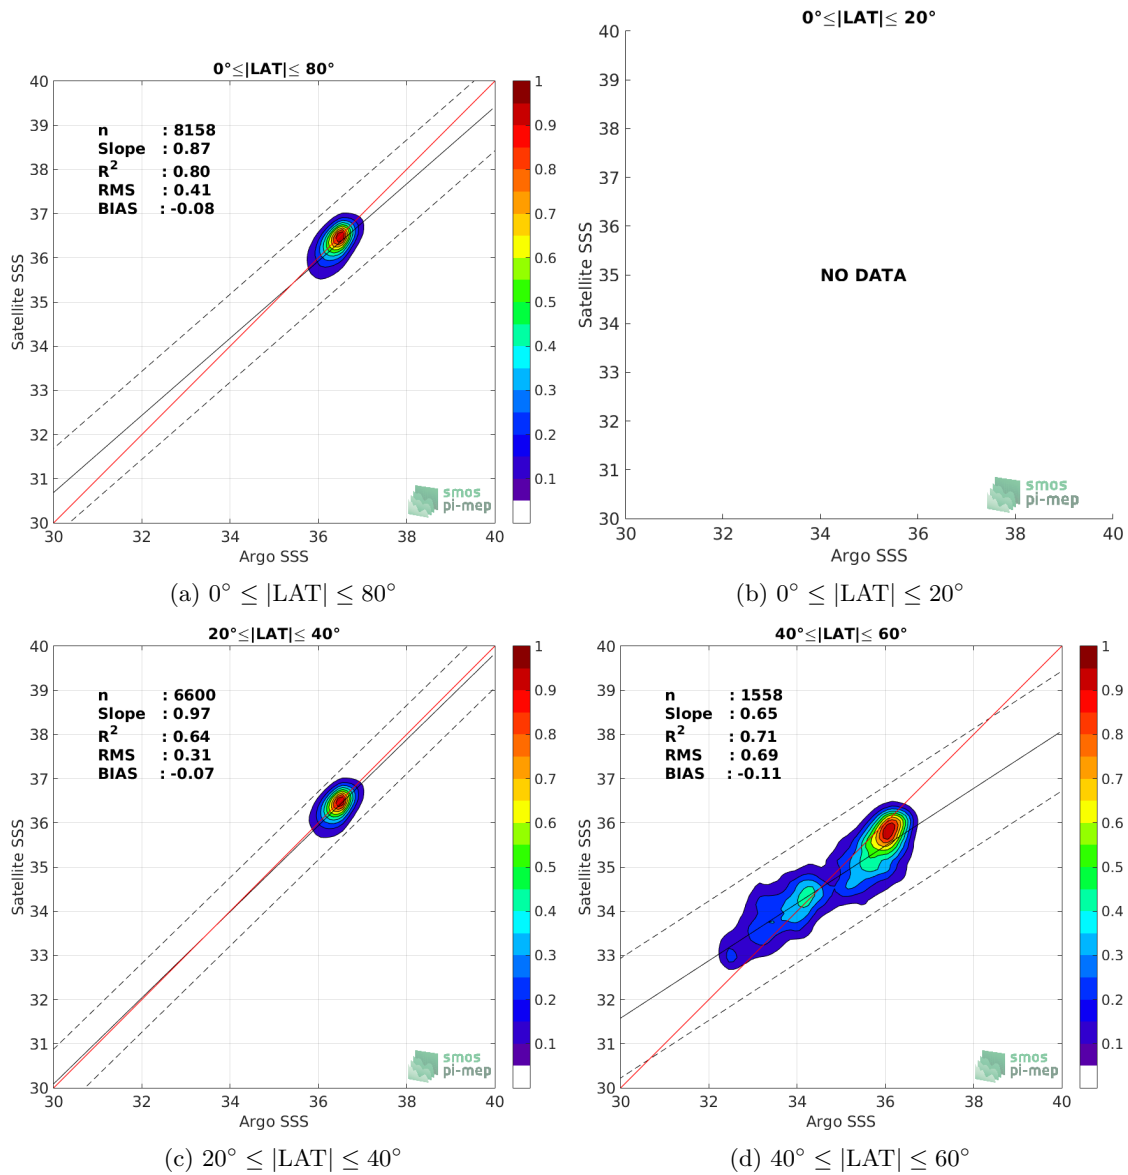 0°≤|LAT|≤ 80°
40
39
38
37
36
35
34
33
32
31
30
Satellite SSS
n : 8158
Slope : 0.87
R² : 0.80
RMS : 0.41
BIAS : -0.08
smos
pi-mep
30 32 34 36 38 40
Argo SSS
1
0.9
0.8
0.7
0.6
0.5
0.4
0.3
0.2
0.1
(a) 0° ≤ |LAT| ≤ 80°
0°≤|LAT|≤ 20°
40
39
38
37
36
35
34
33
32
31
30
Satellite SSS
NO DATA
smos
pi-mep
30 32 34 36 38 40
Argo SSS
(b) 0° ≤ |LAT| ≤ 20°
20°≤|LAT|≤ 40°
40
39
38
37
36
35
34
33
32
31
30
Satellite SSS
n : 6600
Slope : 0.97
R² : 0.64
RMS : 0.31
BIAS : -0.07
smos
pi-mep
30 32 34 36 38 40
Argo SSS
1
0.9
0.8
0.7
0.6
0.5
0.4
0.3
0.2
0.1
(c) 20° ≤ |LAT| ≤ 40°
40°≤|LAT|≤ 60°
40
39
38
37
36
35
34
33
32
31
30
Satellite SSS
n : 1558
Slope : 0.65
R² : 0.71
RMS : 0.69
BIAS : -0.11
smos
pi-mep
30 32 34 36 38 40
Argo SSS
1
0.9
0.8
0.7
0.6
0.5
0.4
0.3
0.2
0.1
(d) 40° ≤ |LAT| ≤ 60°